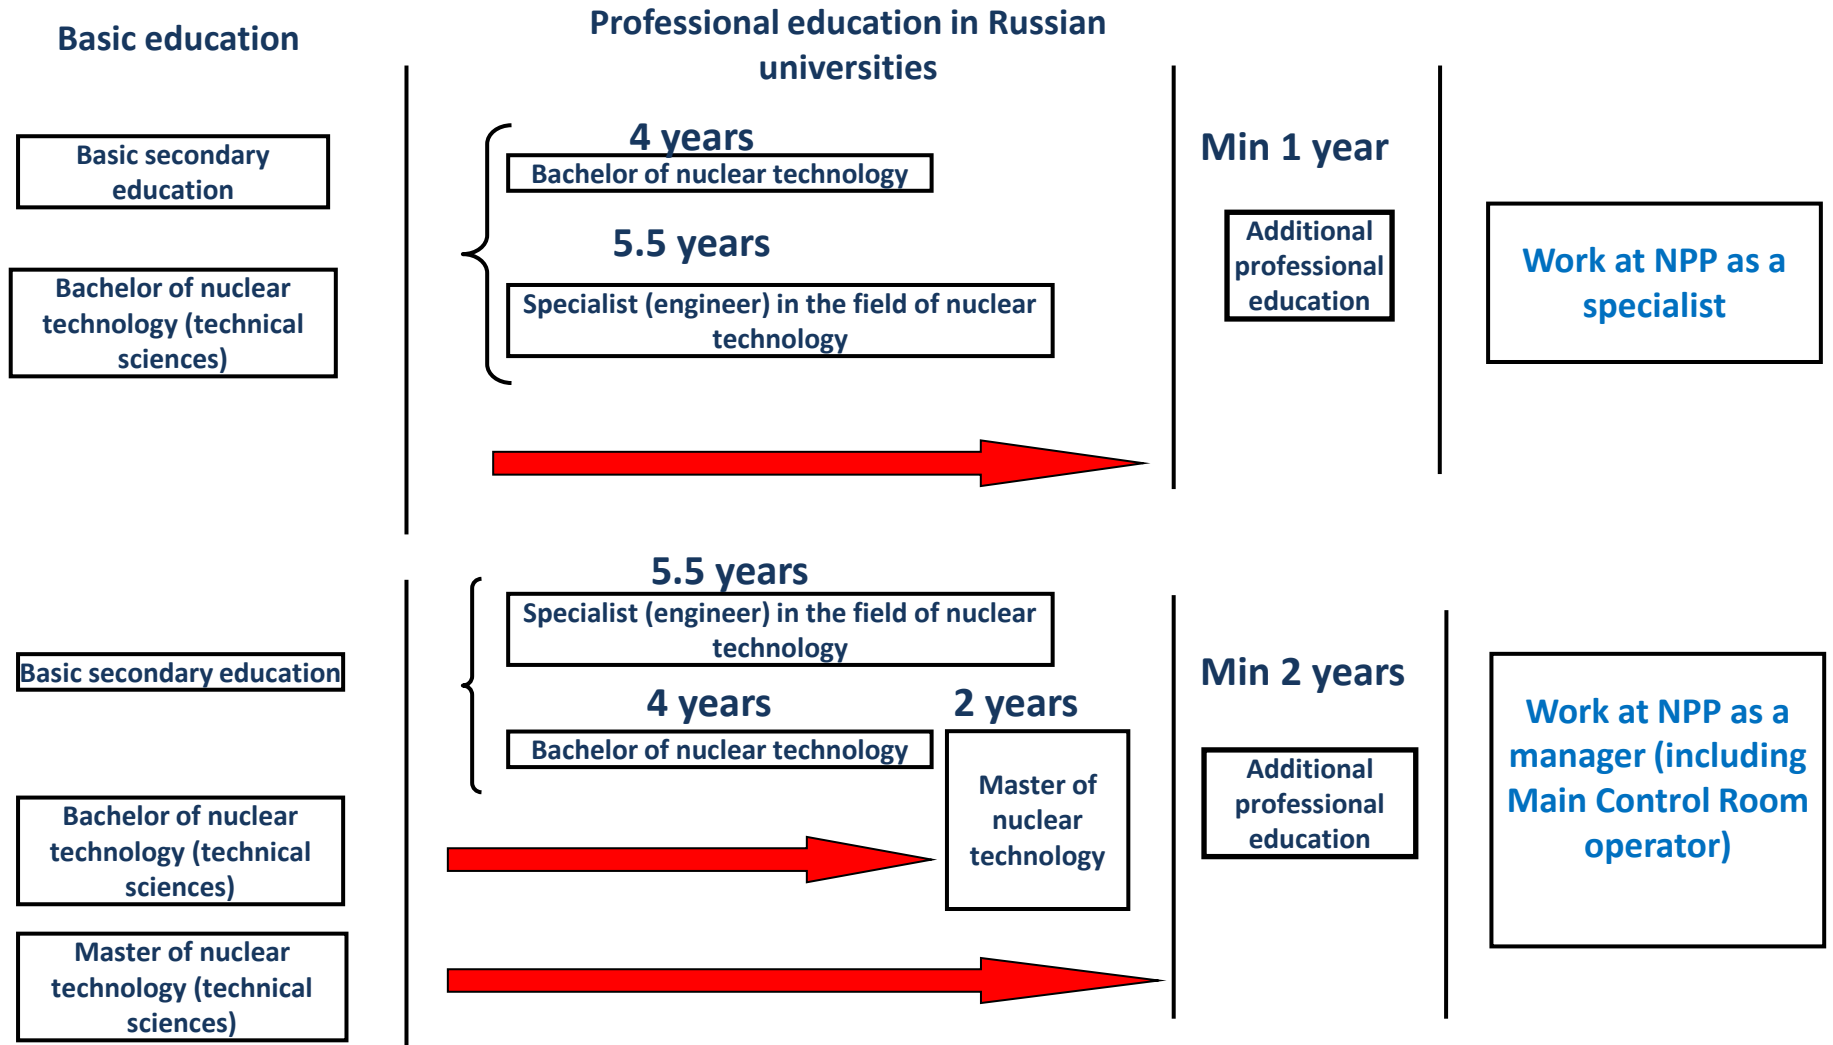 Basic education
Professional education in Russian
universities
Basic secondary
education
Bachelor of nuclear
technology (technical
sciences)
4 years
Bachelor of nuclear technology
5.5 years
Specialist (engineer) in the field of nuclear
technology
Min 1 year
Additional
professional
education
Work at NPP as a
specialist
Basic secondary education
Bachelor of nuclear
technology (technical
sciences)
Master of nuclear
technology (technical
sciences)
5.5 years
Specialist (engineer) in the field of nuclear
technology
4 years
Bachelor of nuclear technology
2 years
Master of
nuclear
technology
Min 2 years
Additional
professional
education
Work at NPP as a
manager (including
Main Control Room
operator)